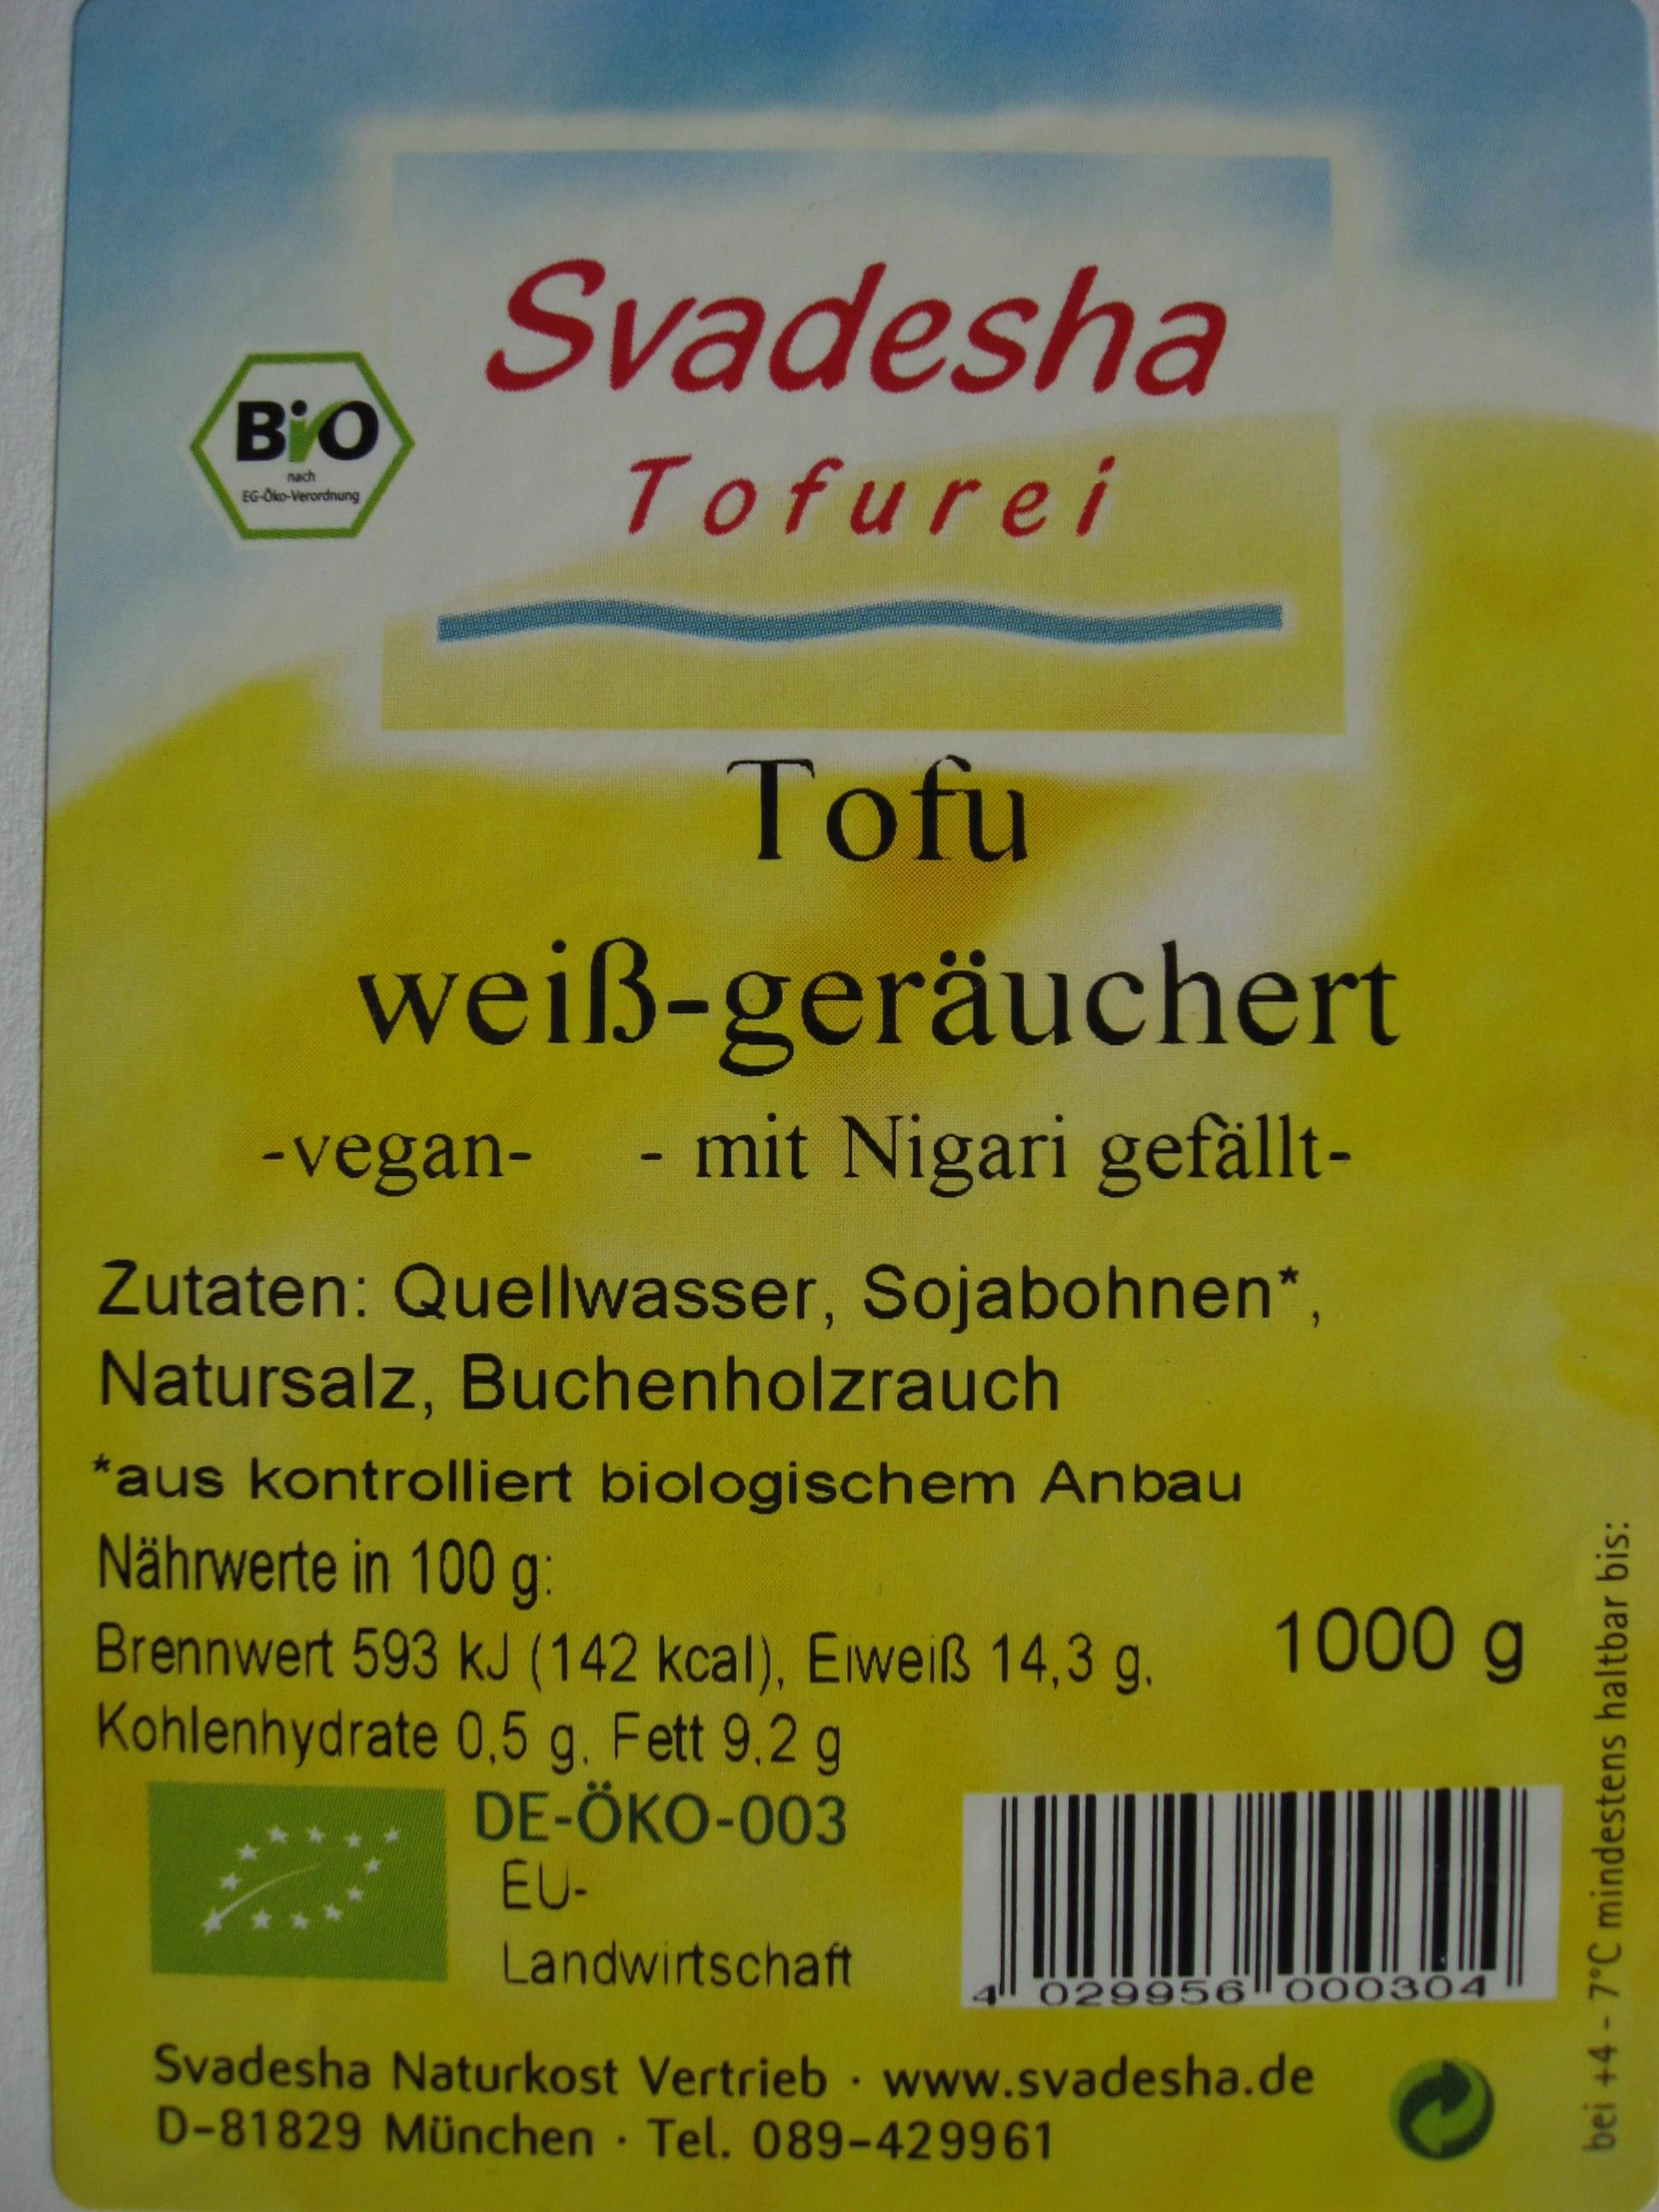 Svadesha
Tofurei
BiO
nach
EG-Öko-Verordnung
Tofu
weiß-geräuchert
-vegan- - mit Nigari gefällt-
Zutaten: Quellwasser, Sojabohnen*,
Natursalz, Buchenholzrauch
*aus kontrolliert biologischem Anbau
Nährwerte in 100 g:
Brennwert 593 kJ (142 kcal), Eiweiß 14,3 g,
Kohlenhydrate 0,5 g, Fett 9,2 g
1000 g
DE-ÖKO-003
EU-
Landwirtschaft
4 029956 000304
Svadesha Naturkost Vertrieb · www.svadesha.de
D-81829 München · Tel. 089-429961
bei +4 - 7°C mindestens haltbar bis: